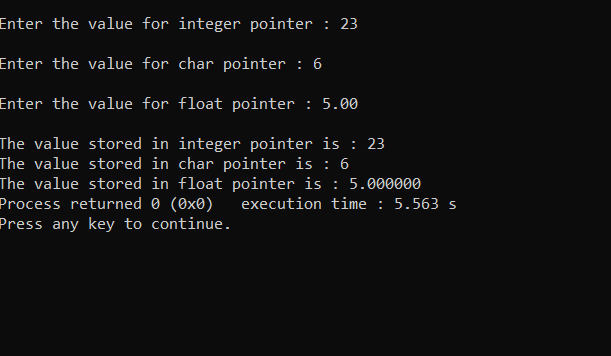 Enter the value for integer pointer : 23
Enter the value for char pointer : 6
Enter the value for float pointer : 5.00
The value stored in integer pointer is : 23
The value stored in char pointer is : 6
The value stored in float pointer is : 5.000000
Process returned 0 (0x0)   execution time : 5.563 s
Press any key to continue.